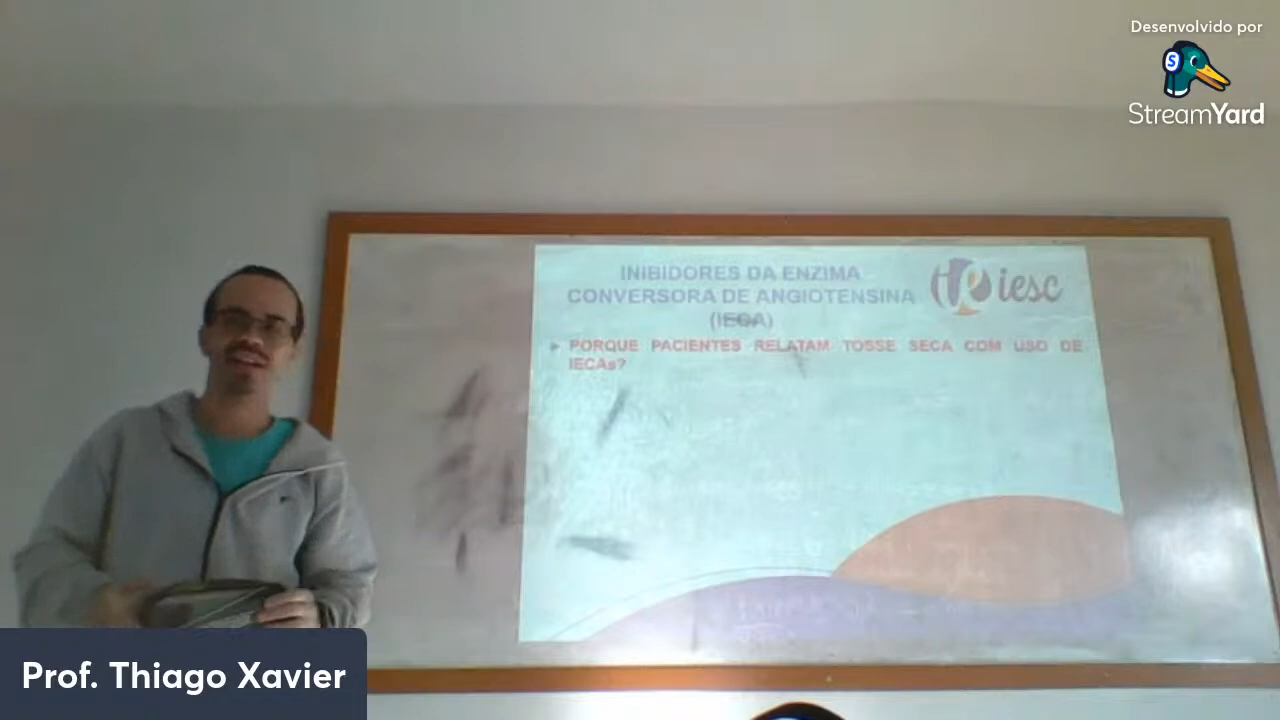 Desenvolvido por
StreamYard
INIBIDORES DA ENZIMA
CONVERSORA DE ANGIOTENSINA
(IECA)
iesc
PORQUE PACIENTES RELATAM TOSSE SECA COM USO DE
IECAs?
Prof. Thiago Xavier